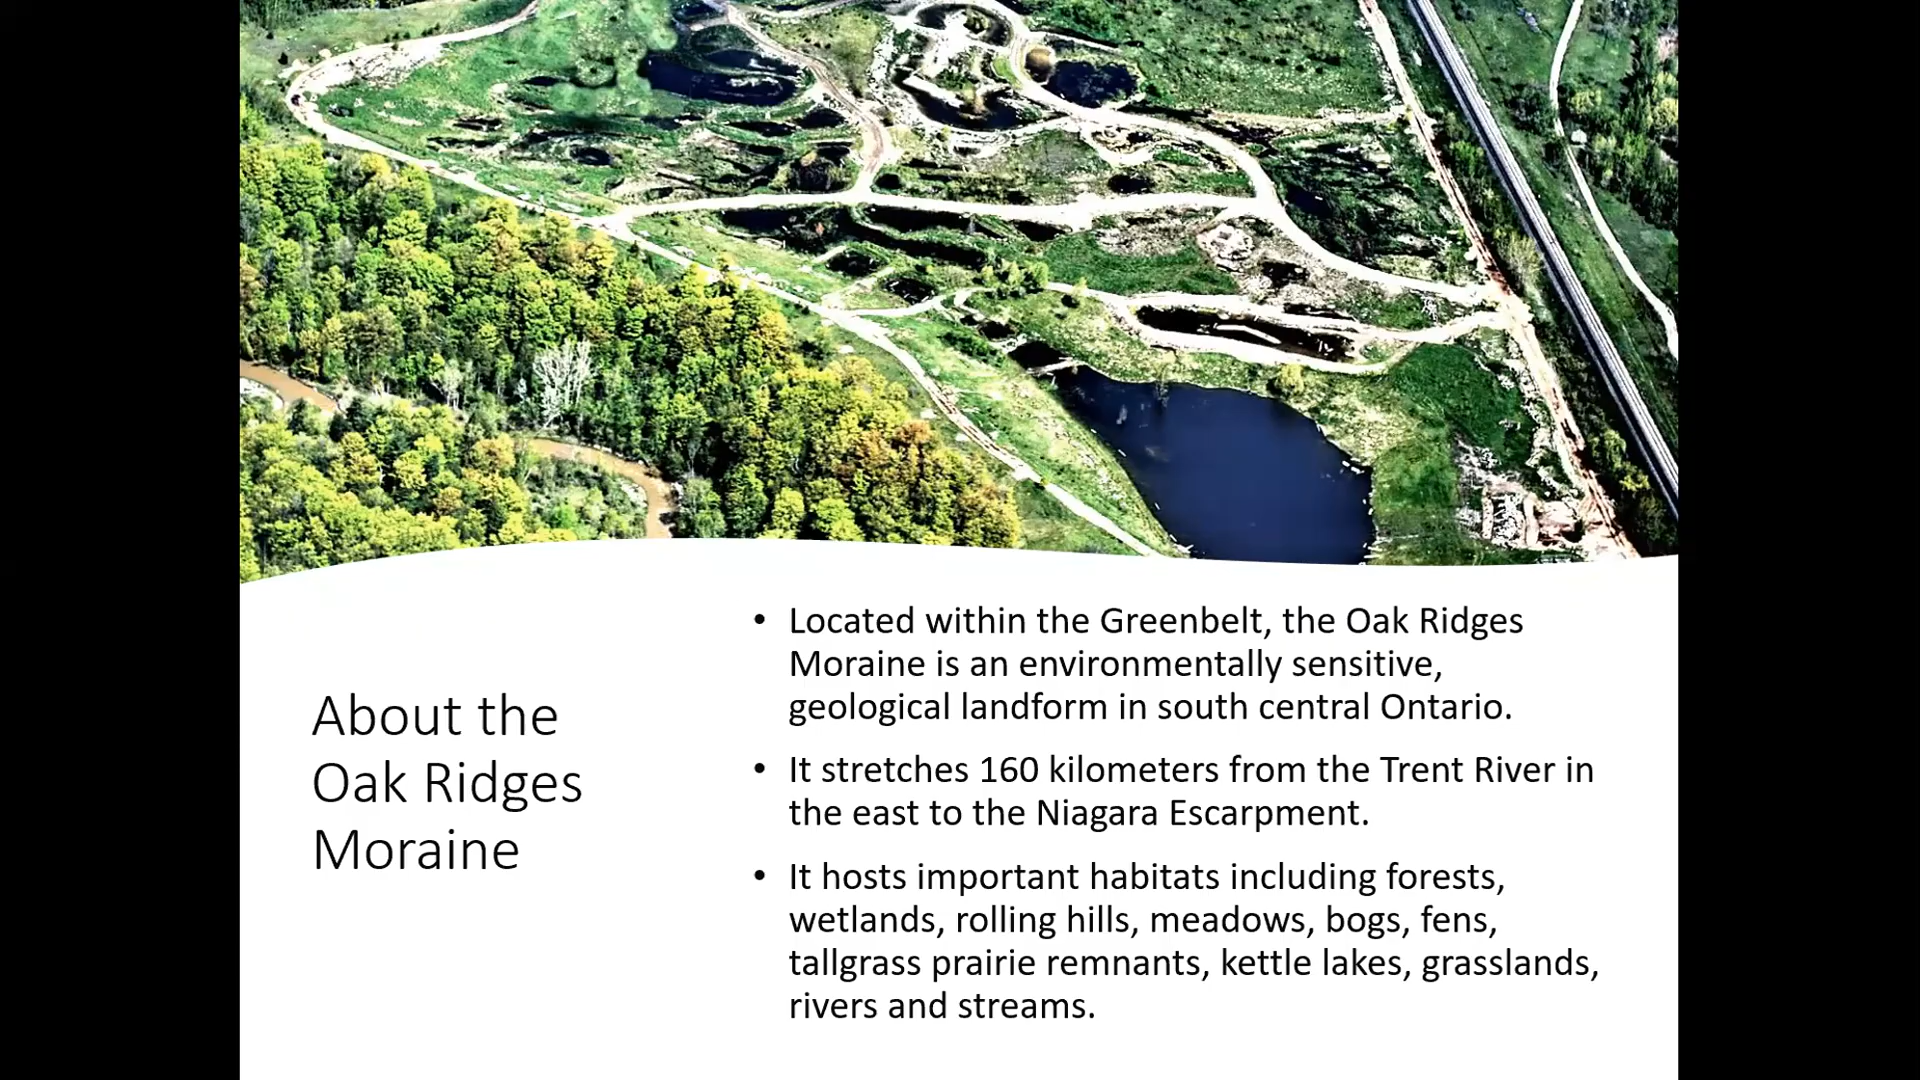 About the
Oak Ridges
Moraine
• Located within the Greenbelt, the Oak Ridges
Moraine is an environmentally sensitive,
geological landform in south central Ontario.
• It stretches 160 kilometers from the Trent River in
the east to the Niagara Escarpment.
• It hosts important habitats including forests,
wetlands, rolling hills, meadows, bogs, fens,
tallgrass prairie remnants, kettle lakes, grasslands,
rivers and streams.